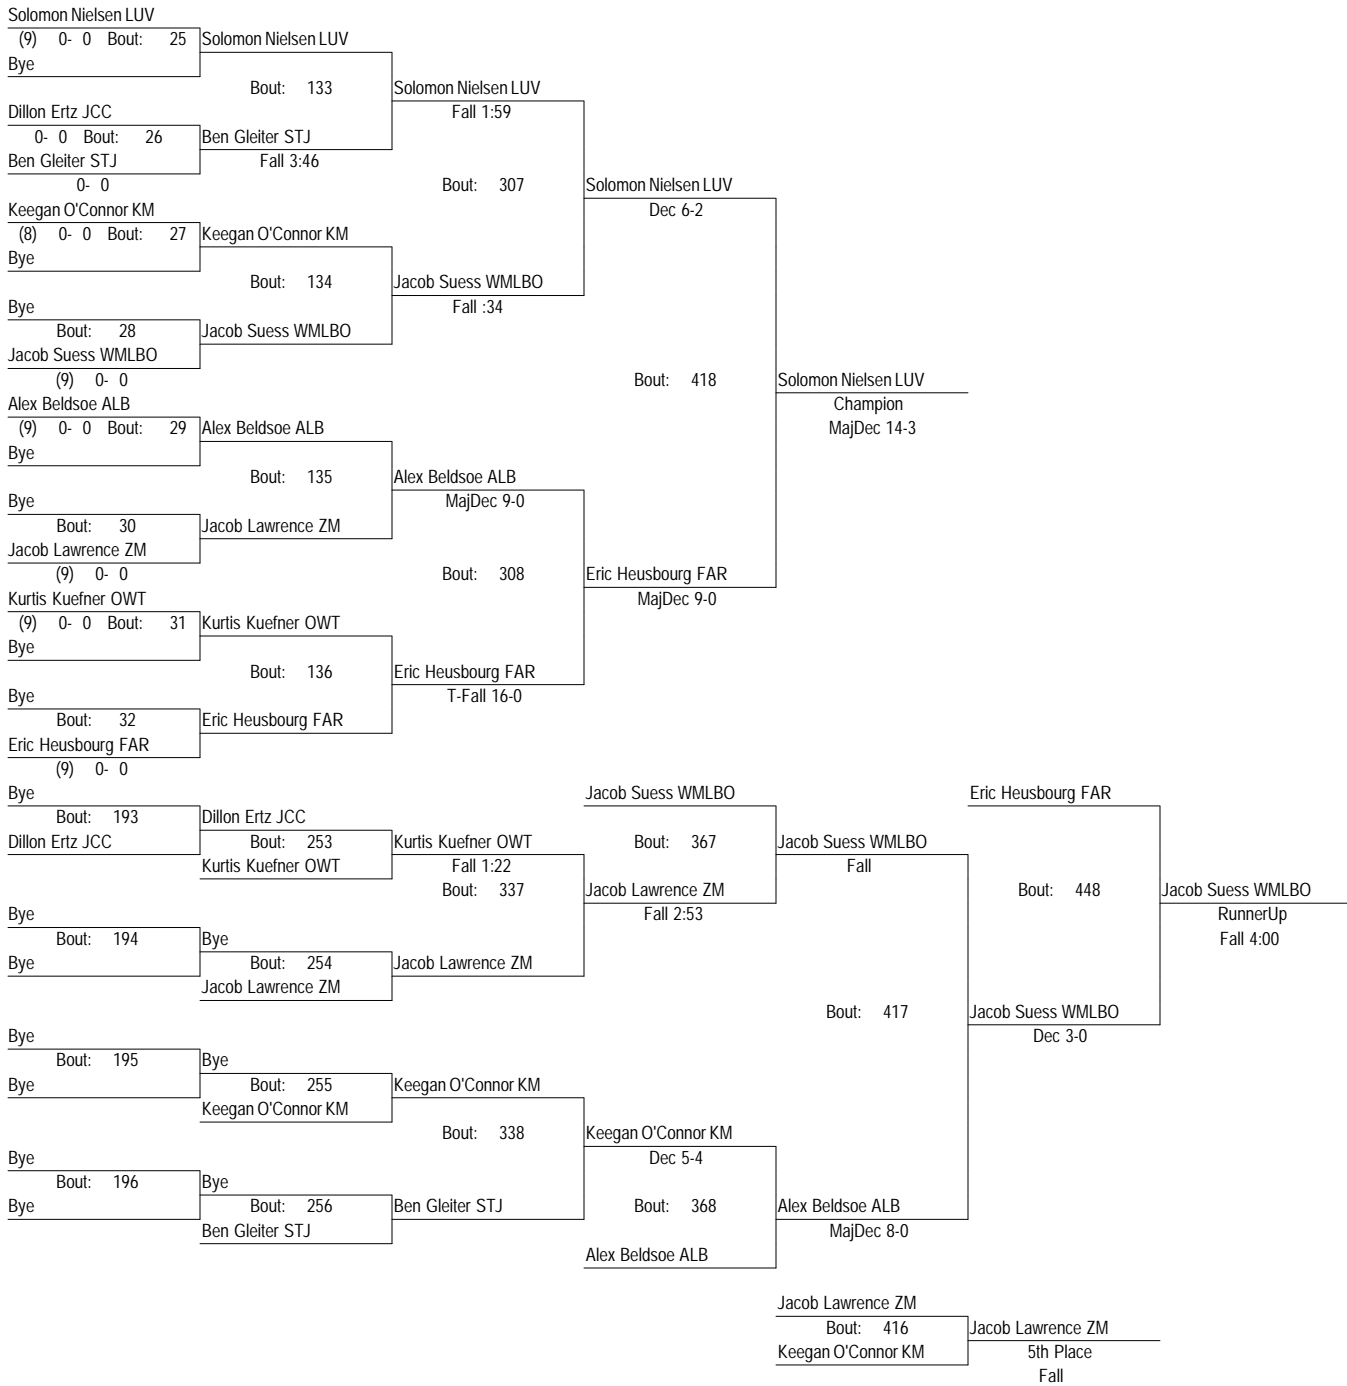 Solomon Nielsen LUV
(9) 0- 0 Bout: 25 Solomon Nielsen LUV
Bye
Bout: 133 Solomon Nielsen LUV
Dillon Ertz JCC Fall 1:59
0- 0 Bout: 26 Ben Gleiter STJ
Ben Gleiter STJ Fall 3:46
0- 0 Bout: 307 Solomon Nielsen LUV
Keegan O'Connor KM Dec 6-2
(8) 0- 0 Bout: 27 Keegan O'Connor KM
Bye
Bout: 134 Jacob Suess WMLBO
Bye Fall :34
Bout: 28 Jacob Suess WMLBO
Jacob Suess WMLBO
(9) 0- 0 Bout: 418 Solomon Nielsen LUV
Alex Beldsoe ALB Champion
(9) 0- 0 Bout: 29 Alex Beldsoe ALB MajDec 14-3
Bye
Bout: 135 Alex Beldsoe ALB
Bye MajDec 9-0
Bout: 30 Jacob Lawrence ZM
Jacob Lawrence ZM
(9) 0- 0 Bout: 308 Eric Heusbourg FAR
Kurtis Kuefner OWT MajDec 9-0
(9) 0- 0 Bout: 31 Kurtis Kuefner OWT
Bye
Bout: 136 Eric Heusbourg FAR
Bye T-Fall 16-0
Bout: 32 Eric Heusbourg FAR
Eric Heusbourg FAR
(9) 0- 0
Bye Jacob Suess WMLBO Eric Heusbourg FAR
Bout: 193 Dillon Ertz JCC
Dillon Ertz JCC Bout: 253 Kurtis Kuefner OWT Bout: 367 Jacob Suess WMLBO
Kurtis Kuefner OWT Fall 1:22 Fall
Bout: 337 Jacob Lawrence ZM Bout: 448 Jacob Suess WMLBO
Bye Fall 2:53 RunnerUp
Bout: 194 Bye Fall 4:00
Bye Bout: 254 Jacob Lawrence ZM
Jacob Lawrence ZM
Bout: 417 Jacob Suess WMLBO
Bye Dec 3-0
Bout: 195 Bye
Bye Bout: 255 Keegan O'Connor KM
Keegan O'Connor KM
Bout: 338 Keegan O'Connor KM
Bye Dec 5-4
Bout: 196 Bye
Bye Bout: 256 Ben Gleiter STJ Bout: 368 Alex Beldsoe ALB
Ben Gleiter STJ MajDec 8-0
Alex Beldsoe ALB
Jacob Lawrence ZM
Bout: 416 Jacob Lawrence ZM
Keegan O'Connor KM 5th Place
Fall